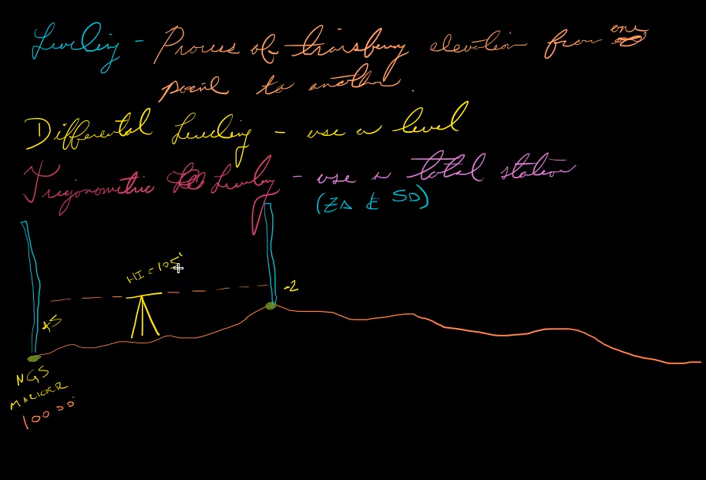 Leveling - Process of transferring elevation from one
point to another.
Differential Leveling - use a level
Trigonometric Leveling - use a total station
(Z∆ & SD)
HI = 105'
-2
+5
NGS
MARKER
100.00'